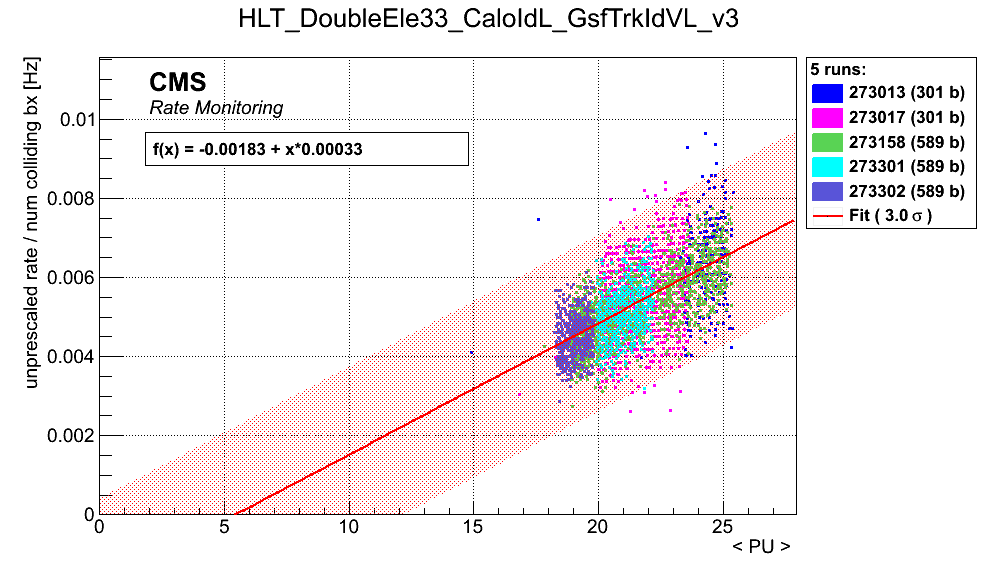 HLT_DoubleEle33_CaloIdL_GsfTrkIdVL_v3
unprescaled rate / num colliding bx [Hz]
CMS
Rate Monitoring
f(x) = -0.00183 + x*0.00033
0.01
0.008
0.006
0.004
0.002
0
0 5 10 15 20 25
< PU >
5 runs:
273013 (301 b)
273017 (301 b)
273158 (589 b)
273301 (589 b)
273302 (589 b)
Fit ( 3.0 σ )